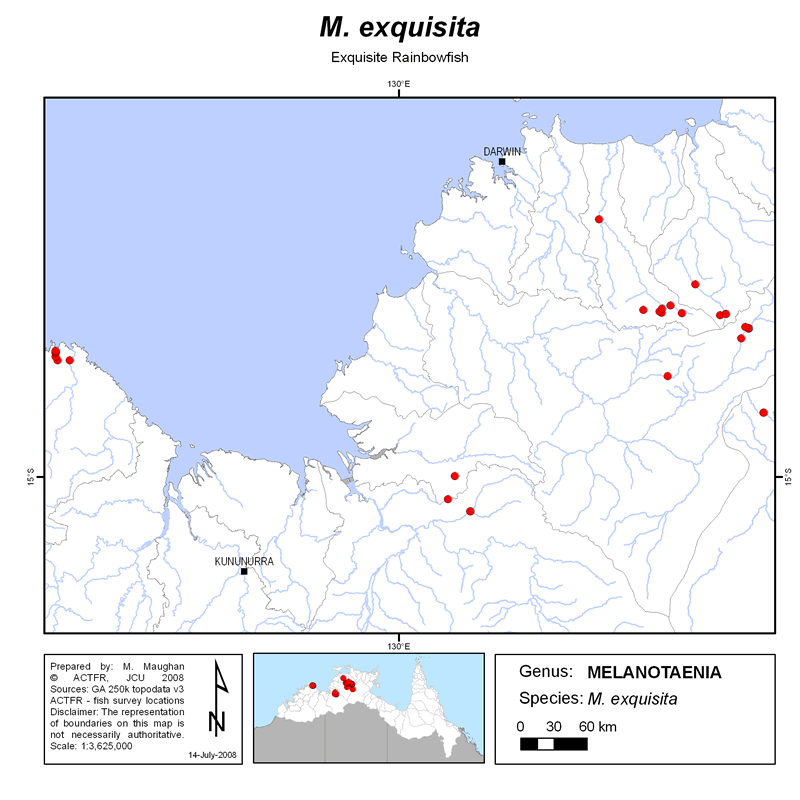 M. exquisita
Exquisite Rainbowfish
130°E
DARWIN
15°S
15°S
KUNUNURRA
130°E
Prepared by: M. Maughan
© ACTFR, JCU 2008
Sources: GA 250k topodata v3
ACTFR - fish survey locations
Disclaimer: The representation
of boundaries on this map is
not necessarily authoritative.
Scale: 1:3,625,000
14-July-2008
N
Genus: MELANOTAENIA
Species: M. exquisita
0 30 60 km